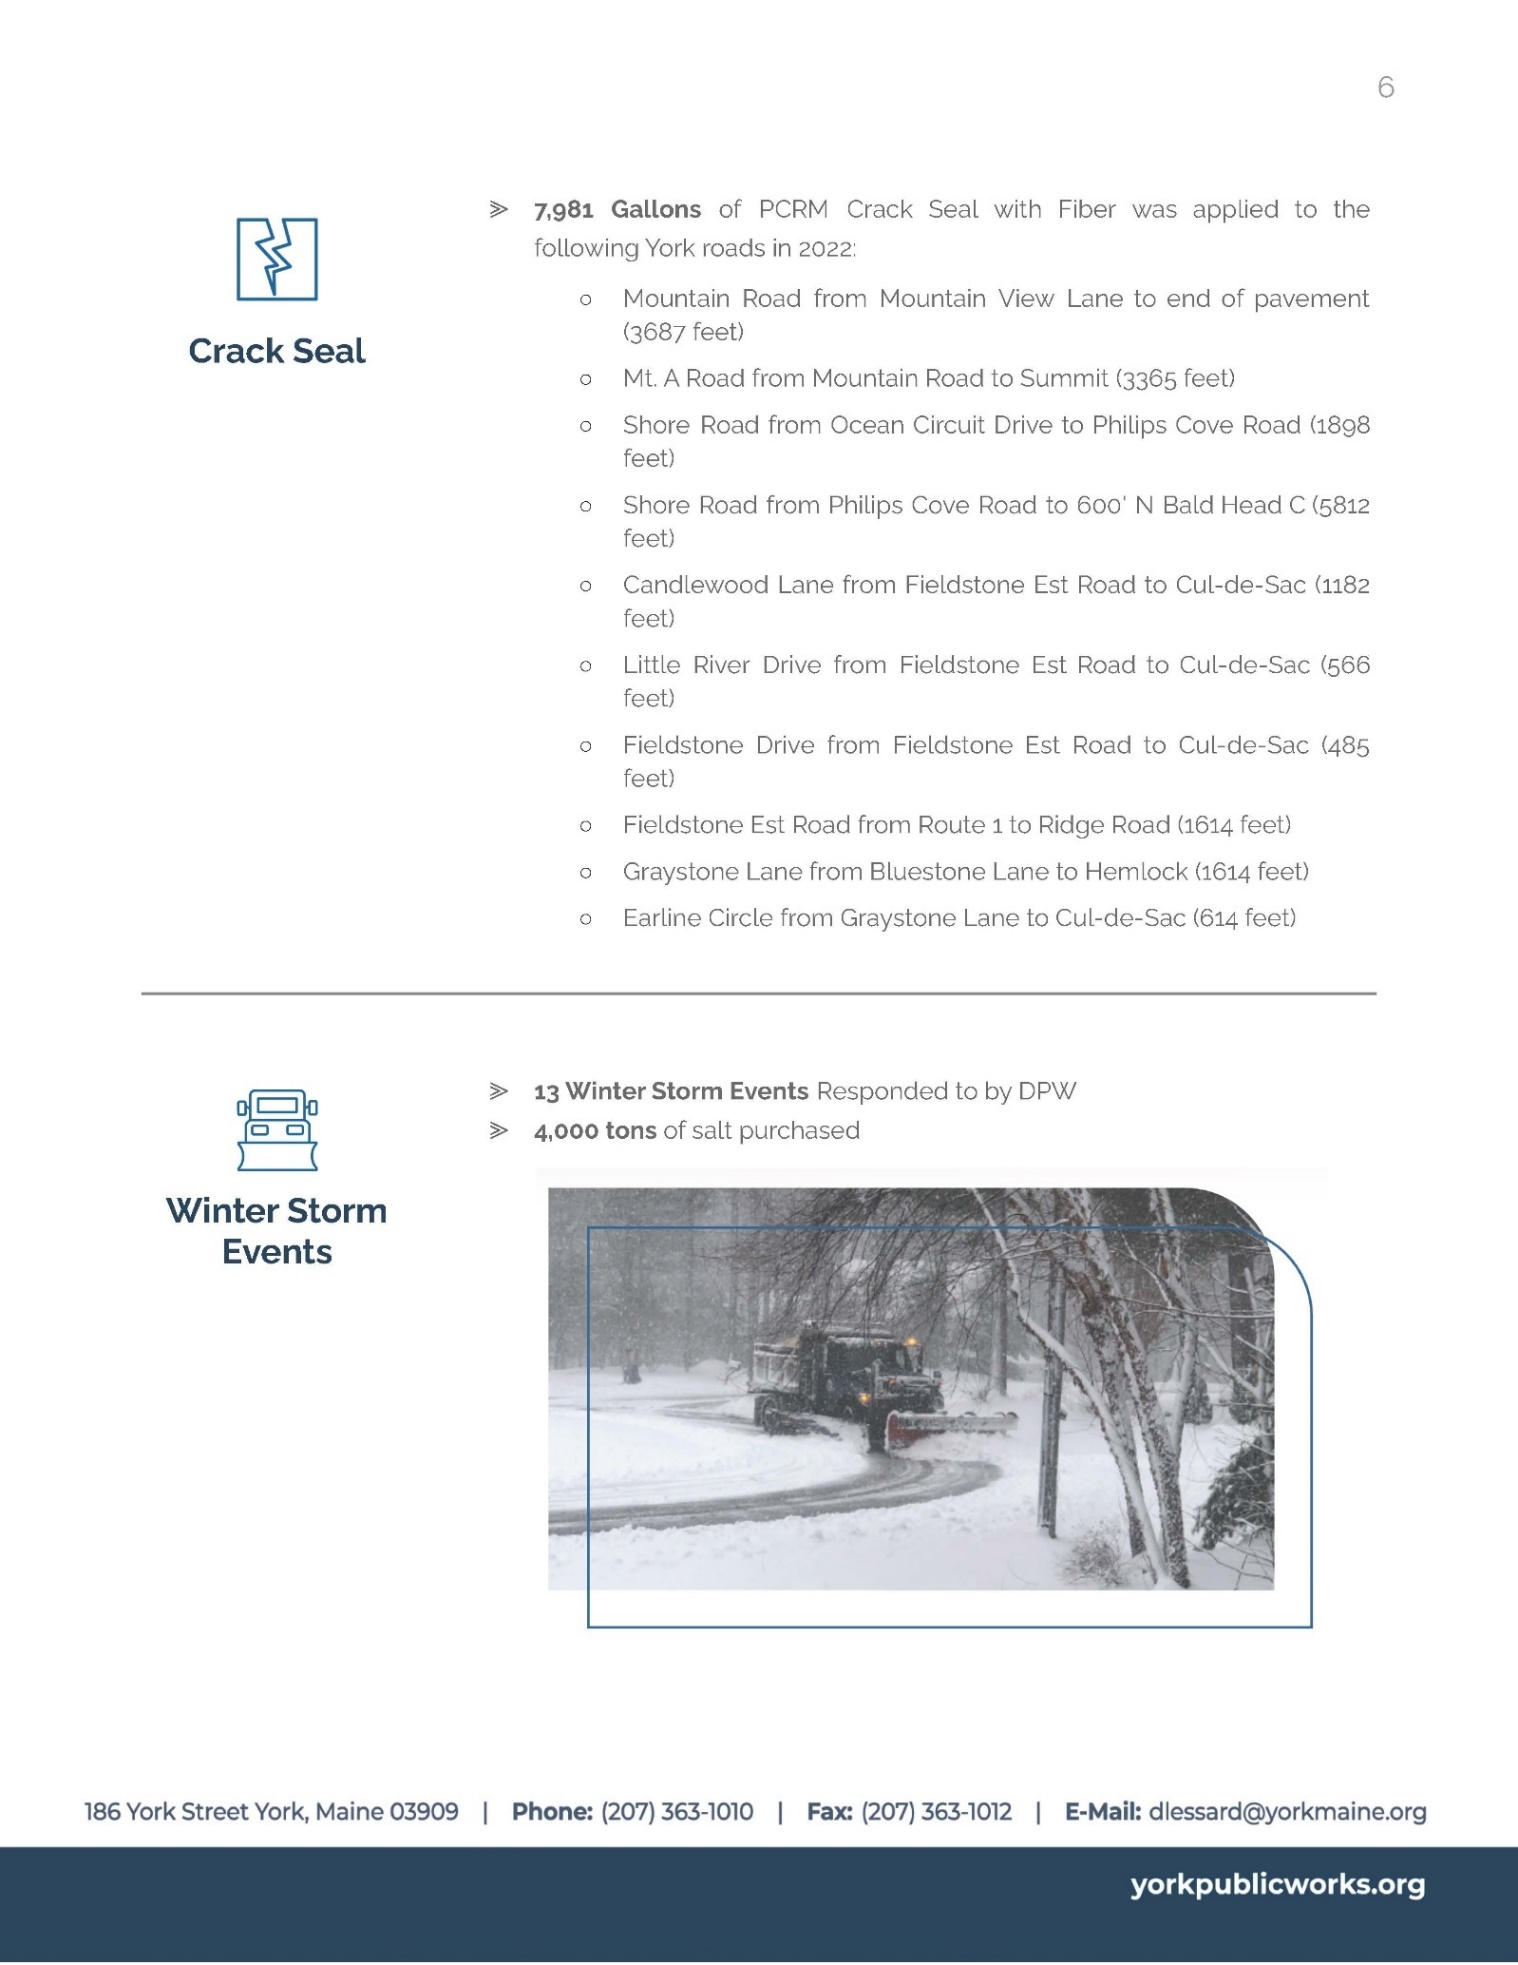 6
Crack Seal
⪢ 7,981 Gallons of PCRM Crack Seal with Fiber was applied to the
following York roads in 2022:
○ Mountain Road from Mountain View Lane to end of pavement
(3687 feet)
○ Mt. A Road from Mountain Road to Summit (3365 feet)
○ Shore Road from Ocean Circuit Drive to Philips Cove Road (1898
feet)
○ Shore Road from Philips Cove Road to 600' N Bald Head C (5812
feet)
○ Candlewood Lane from Fieldstone Est Road to Cul-de-Sac (1182
feet)
○ Little River Drive from Fieldstone Est Road to Cul-de-Sac (566
feet)
○ Fieldstone Drive from Fieldstone Est Road to Cul-de-Sac (485
feet)
○ Fieldstone Est Road from Route 1 to Ridge Road (1614 feet)
○ Graystone Lane from Bluestone Lane to Hemlock (1614 feet)
○ Earline Circle from Graystone Lane to Cul-de-Sac (614 feet)
Winter Storm
Events
⪢ 13 Winter Storm Events Responded to by DPW
⪢ 4,000 tons of salt purchased
186 York Street York, Maine 03909 | Phone: (207) 363-1010 | Fax: (207) 363-1012 | E-Mail: dlessard@yorkmaine.org
yorkpublicworks.org